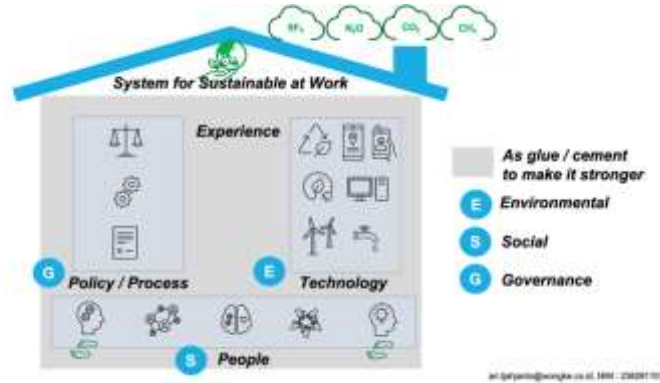 SF₆ N₂O CO₂ CH₄
System for Sustainable at Work
Experience
As glue / cement
to make it stronger
E Environmental
S Social
G Governance
G Policy / Process
E Technology
S People